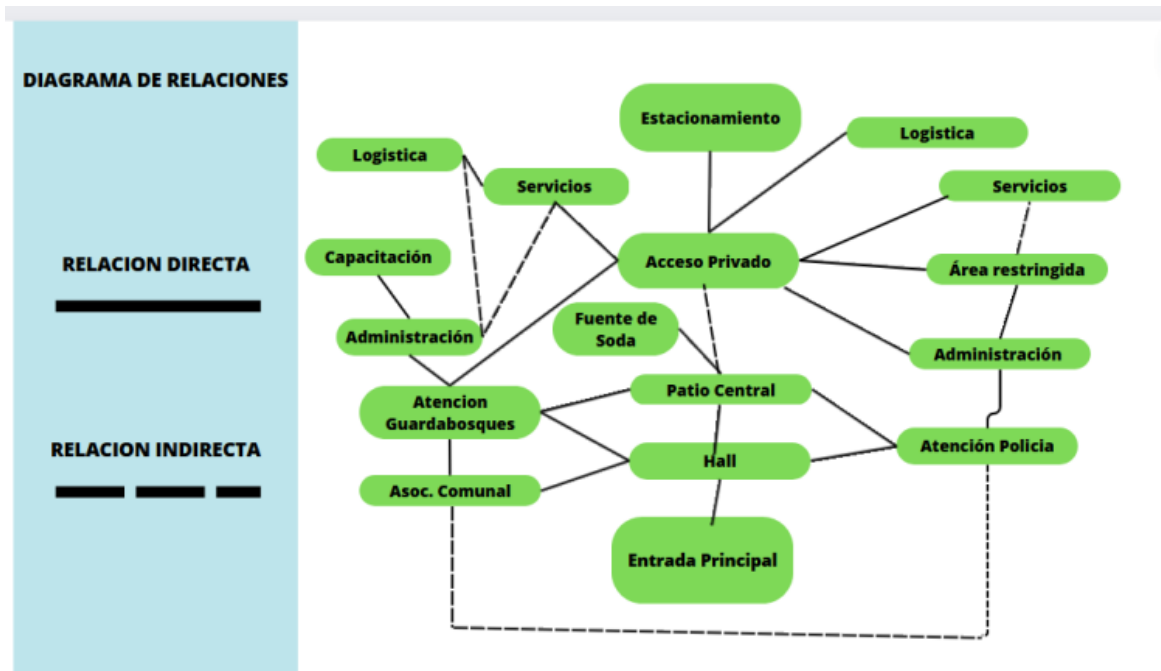 DIAGRAMA DE RELACIONES
RELACION DIRECTA
RELACION INDIRECTA
Estacionamiento
Logistica
Logistica
Servicios
Servicios
Capacitación
Acceso Privado
Área restringida
Fuente de
Soda
Administración
Administración
Patio Central
Atencion
Guardabosques
Atención Policia
Hall
Asoc. Comunal
Entrada Principal